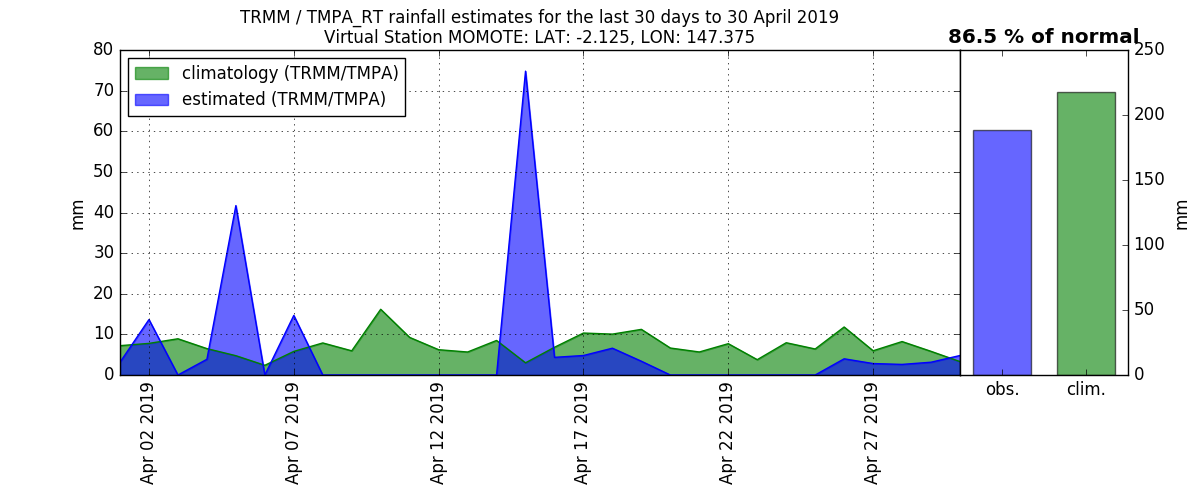 TRMM / TMPA_RT rainfall estimates for the last 30 days to 30 April 2019
Virtual Station MOMOTE: LAT: -2.125, LON: 147.375
86.5 % of normal
climatology (TRMM/TMPA)
estimated (TRMM/TMPA)
80
70
60
50
40
30
20
10
0
mm
Apr 02 2019
Apr 07 2019
Apr 12 2019
Apr 17 2019
Apr 22 2019
Apr 27 2019
obs.
clim.
250
200
150
100
50
0
mm